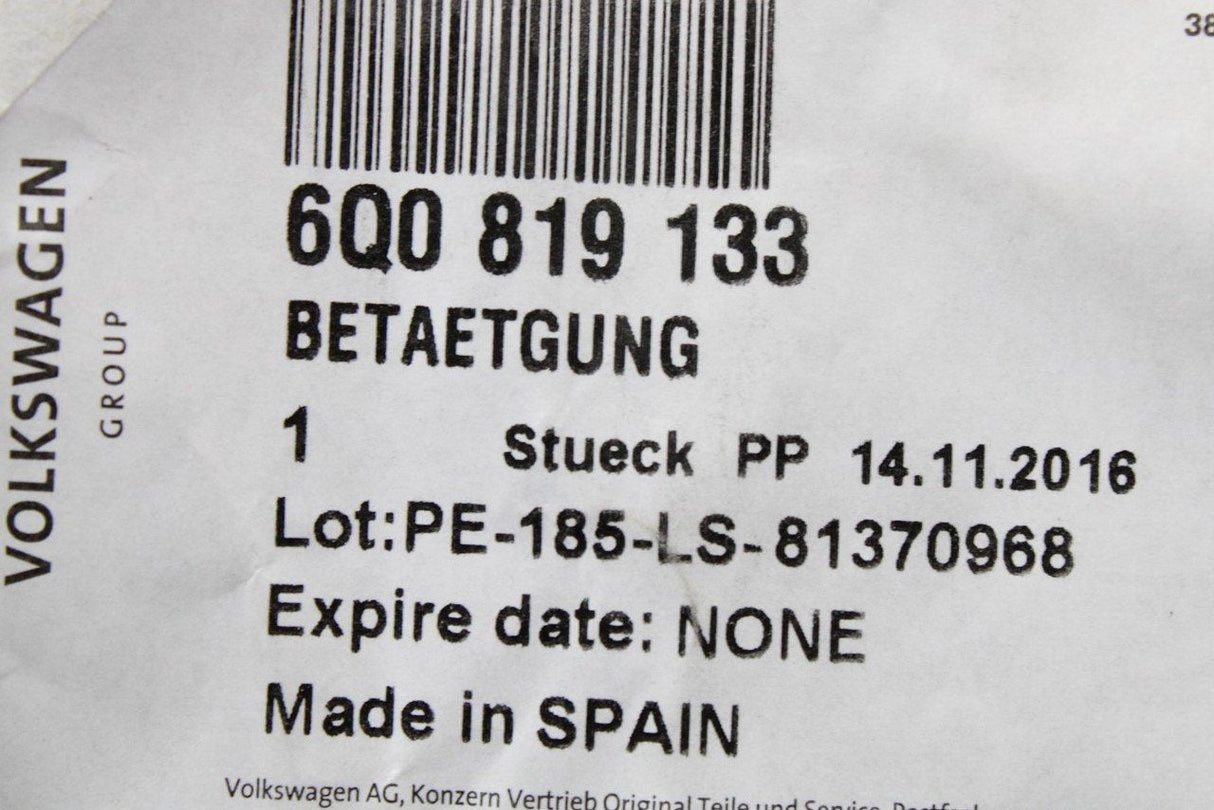 38
6Q0 819 133
BETAETGUNG
1 Stueck PP 14.11.2016
Lot:PE-185-LS-81370968
Expire date: NONE
Made in SPAIN
Volkswagen AG, Konzern Vertrieb Original Teile und Service,
VOLKSWAGEN
GROUP